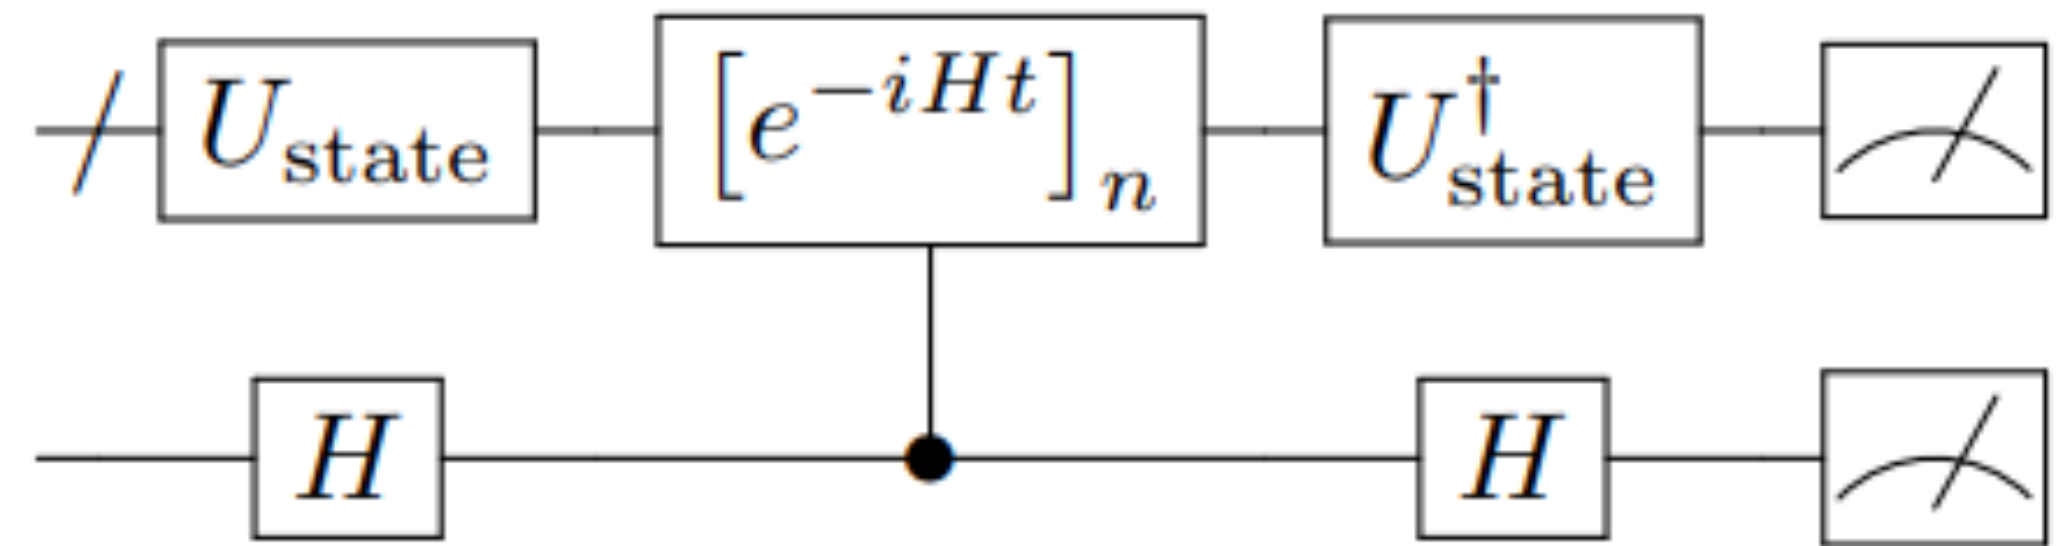 U_state [e^{-iHt}]_n U^†_state
H H